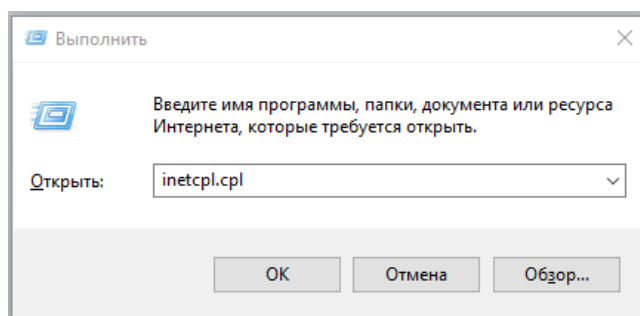 Выполнить
Введите имя программы, папки, документа или ресурса
Интернета, которые требуется открыть.
Открыть: inetcpl.cpl
OK Отмена Обзор...